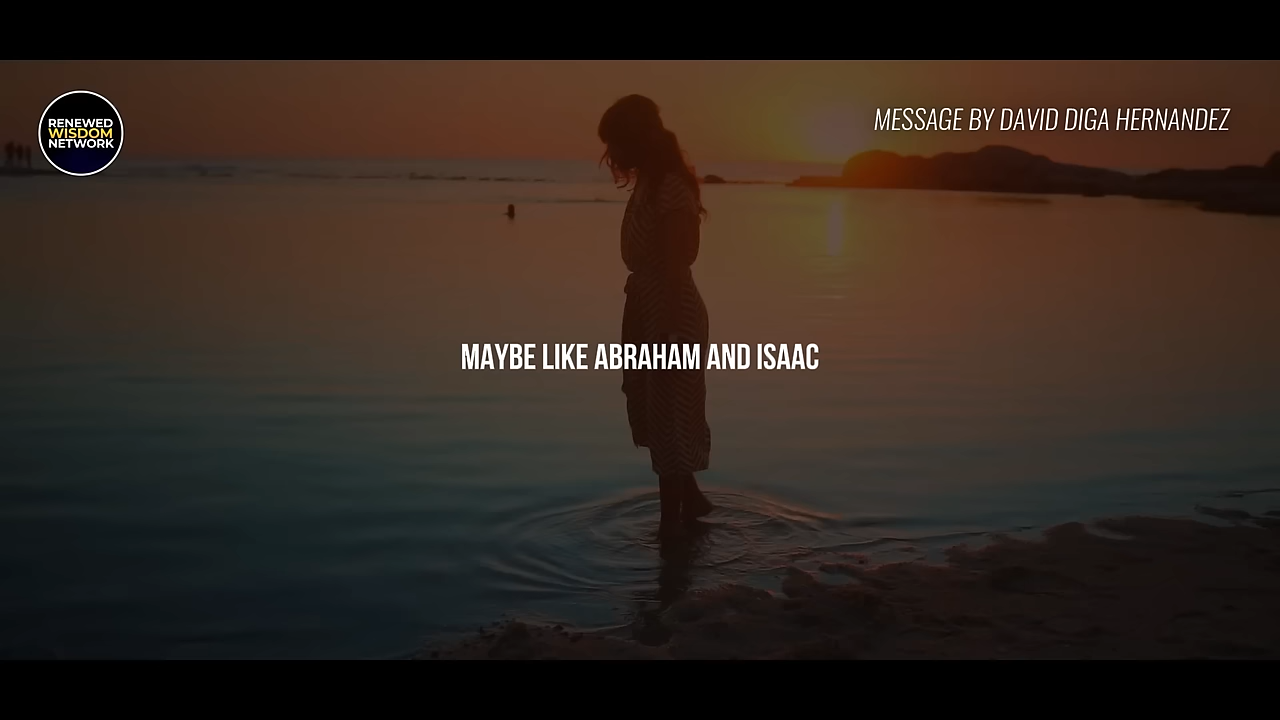 RENEWED
WISDOM
NETWORK
MESSAGE BY DAVID DIGA HERNANDEZ
MAYBE LIKE ABRAHAM AND ISAAC